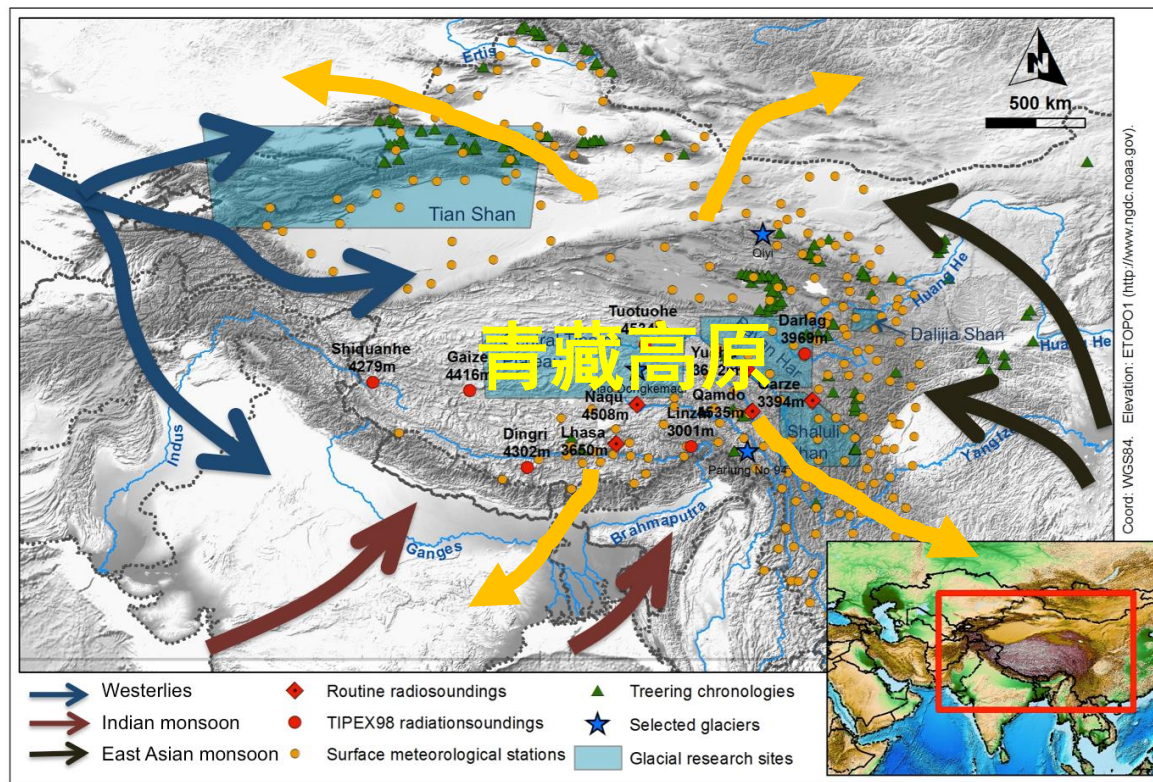 Ertis
N
500 km
Tian Shan
Qiyi
Huang He
Tuotuohe
Darlag
3969m
Dalijia Shan
Huang He
Shiquanhe
4279m
Gaize
4416m
青藏高原
Naqu
4508m
Qamdo
4535m
Garze
3394m
Lhasa
3650m
Linzhi
3001m
Dingri
4302m
Shaluli
Shan
Parlung No 94
Yangtze
Indus
Ganges
Brahmaputra
Coord: WGS84. Elevation: ETOPO1 (http://www.ngdc.noaa.gov).
Westerlies
Indian monsoon
East Asian monsoon
Routine radiosoundings
TIPEX98 radiationsoundings
Surface meteorological stations
Treering chronologies
Selected glaciers
Glacial research sites